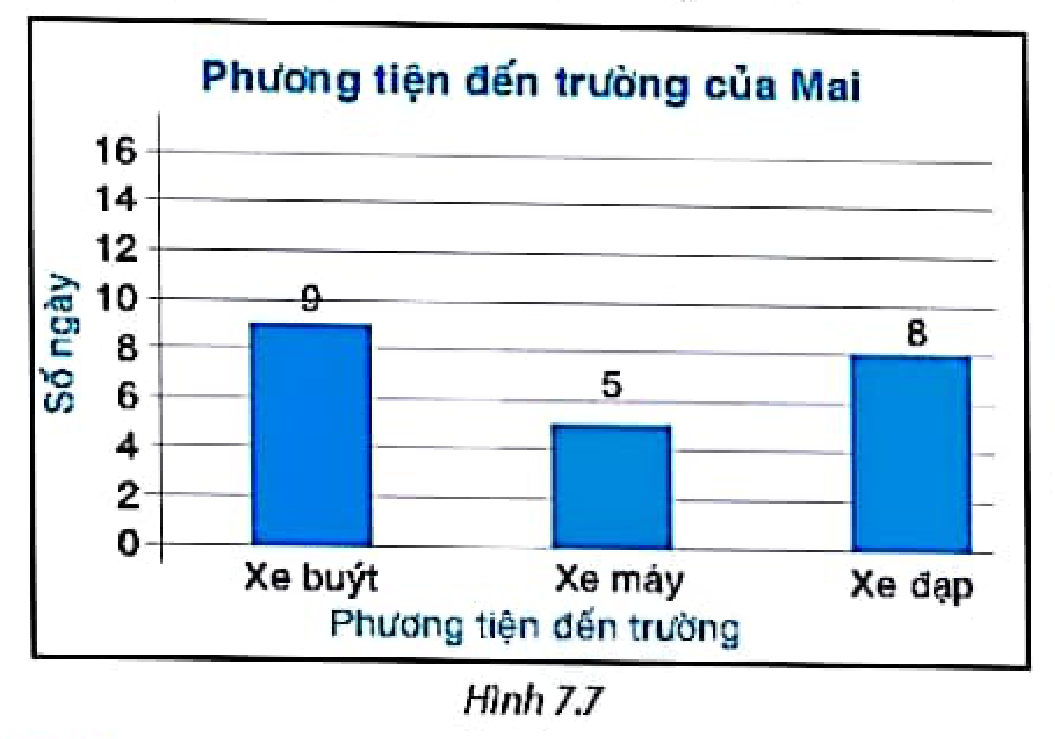 Phương tiện đến trường của Mai
16
14
12
10
8
6
4
2
0
Số ngày
9
5
8
Xe buýt Xe máy Xe đạp
Phương tiện đến trường
Hình 7.7